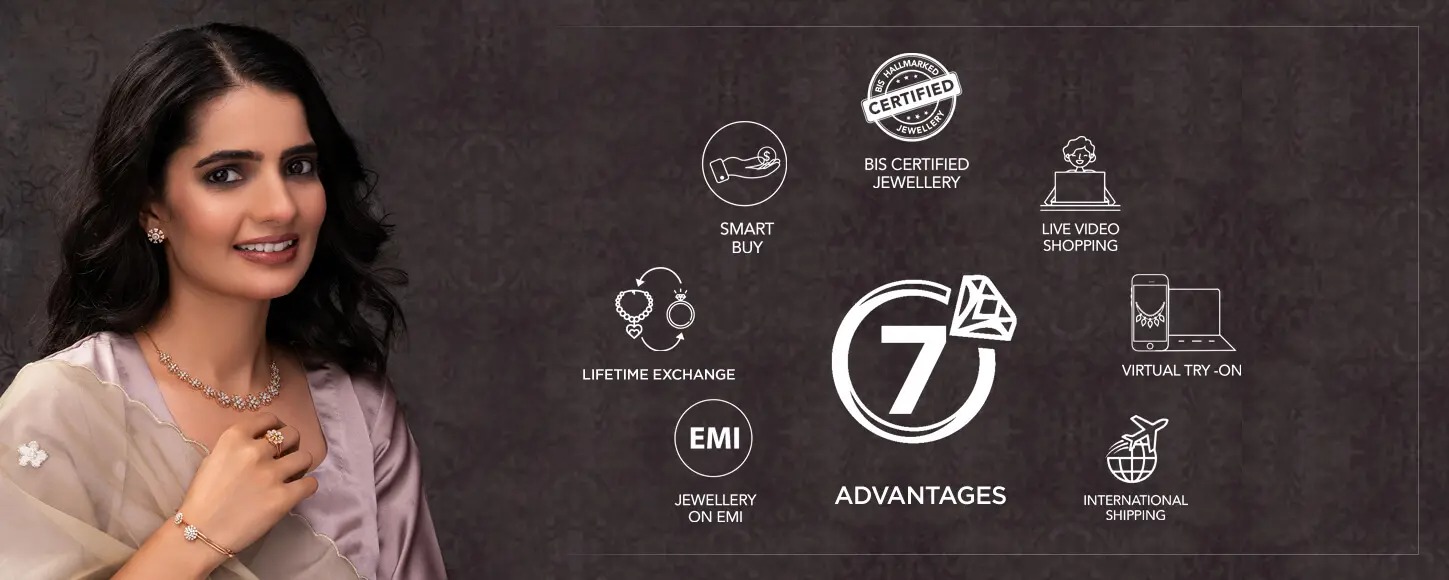 BIS HALLMARKED
CERTIFIED
JEWELLERY
BIS CERTIFIED
JEWELLERY
$
SMART
BUY
LIVE VIDEO
SHOPPING
LIFETIME EXCHANGE
7
VIRTUAL TRY -ON
EMI
JEWELLERY
ON EMI
ADVANTAGES
INTERNATIONAL
SHIPPING